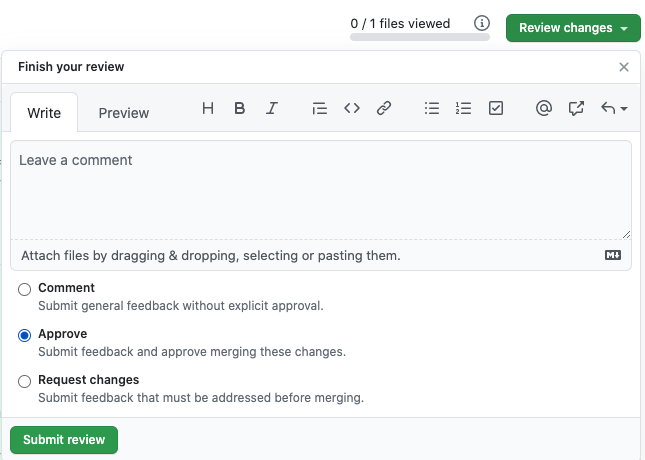 0 / 1 files viewed
Review changes
Finish your review
Write
Preview
Leave a comment
Attach files by dragging & dropping, selecting or pasting them.
Comment
Submit general feedback without explicit approval.
Approve
Submit feedback and approve merging these changes.
Request changes
Submit feedback that must be addressed before merging.
Submit review